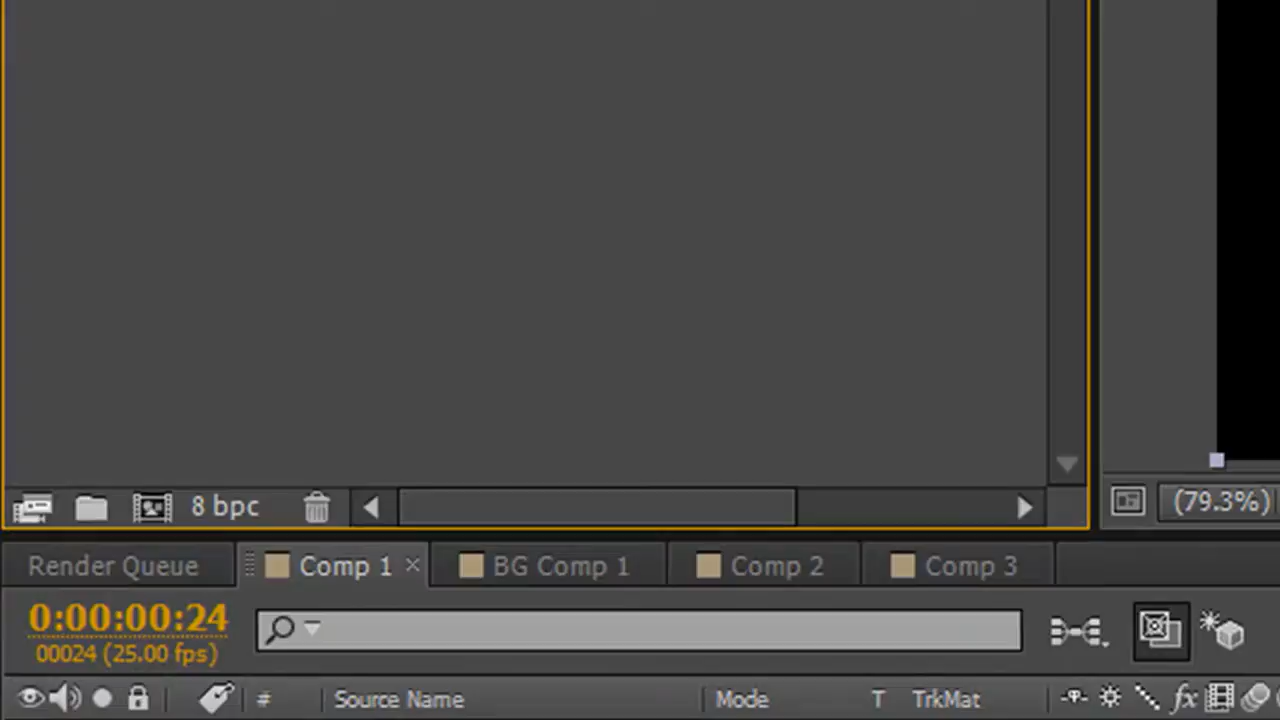 8 bpc
(79.3%)
Render Queue Comp 1 BG Comp 1 Comp 2 Comp 3
0:00:00:24
00024 (25.00 fps)
# Source Name Mode T TrkMat fx